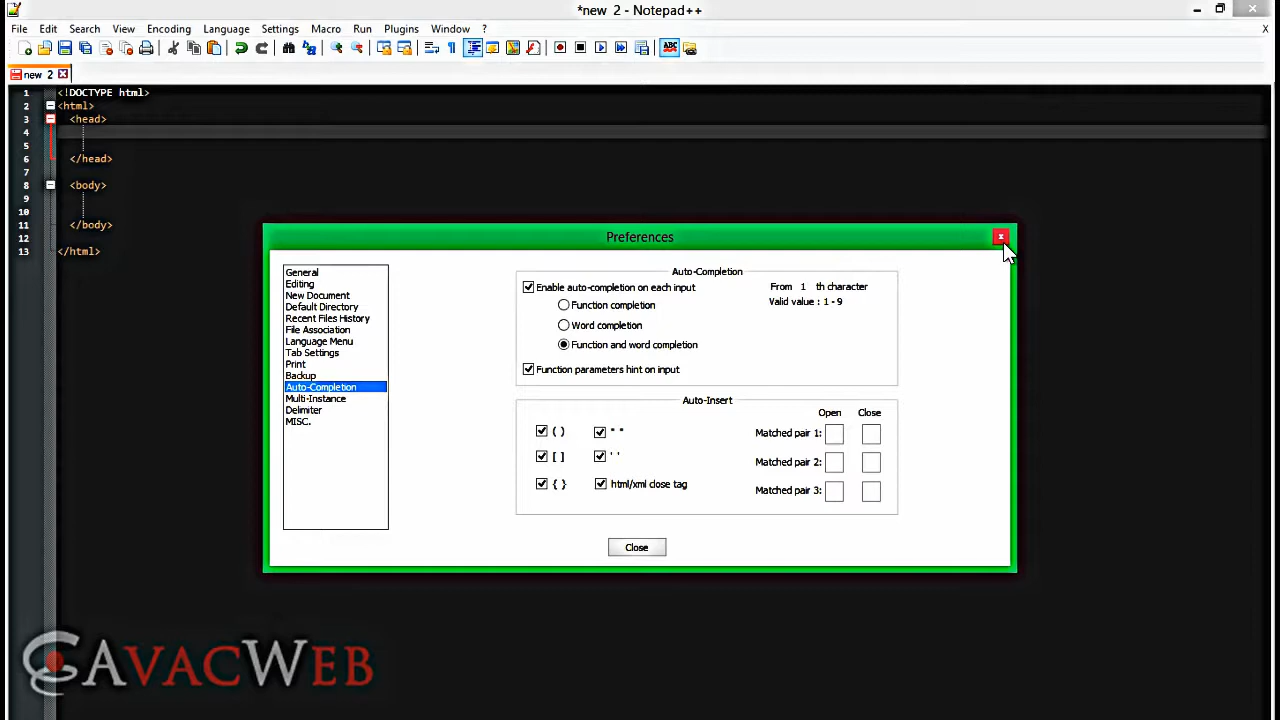 *new 2 - Notepad++
File Edit Search View Encoding Language Settings Macro Run Plugins Window ? X
ABC
new 2
1 <!DOCTYPE html>
2 <html>
3 <head>
4
5
6 </head>
7
8 <body>
9
10
11 </body>
12
13 </html>
Preferences
General
Editing
New Document
Default Directory
Recent Files History
File Association
Language Menu
Tab Settings
Print
Backup
Auto-Completion
Multi-Instance
Delimiter
MISC.
Auto-Completion
Enable auto-completion on each input From 1 th character
Valid value : 1 - 9
Function completion
Word completion
Function and word completion
Function parameters hint on input
Auto-Insert
Open Close
( ) " " Matched pair 1:
[ ] ' ' Matched pair 2:
{ } html/xml close tag Matched pair 3:
Close
AVACWEB